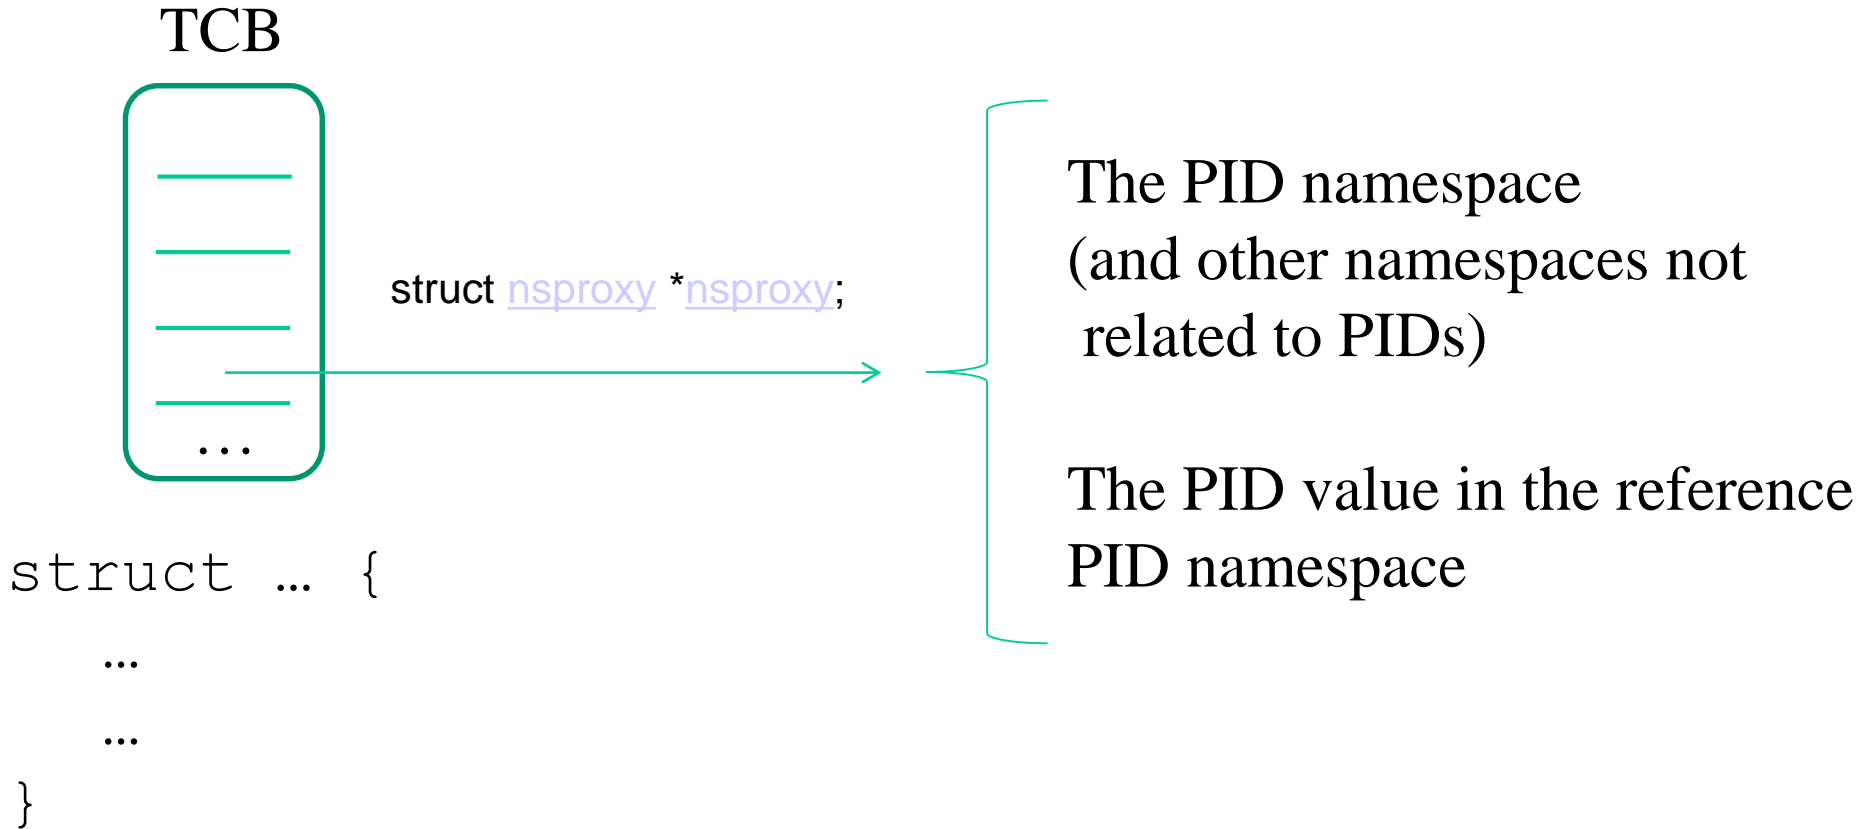 TCB
...
struct nsproxy *nsproxy;
The PID namespace
(and other namespaces not
related to PIDs)
The PID value in the reference
PID namespace
struct … {
…
…
}